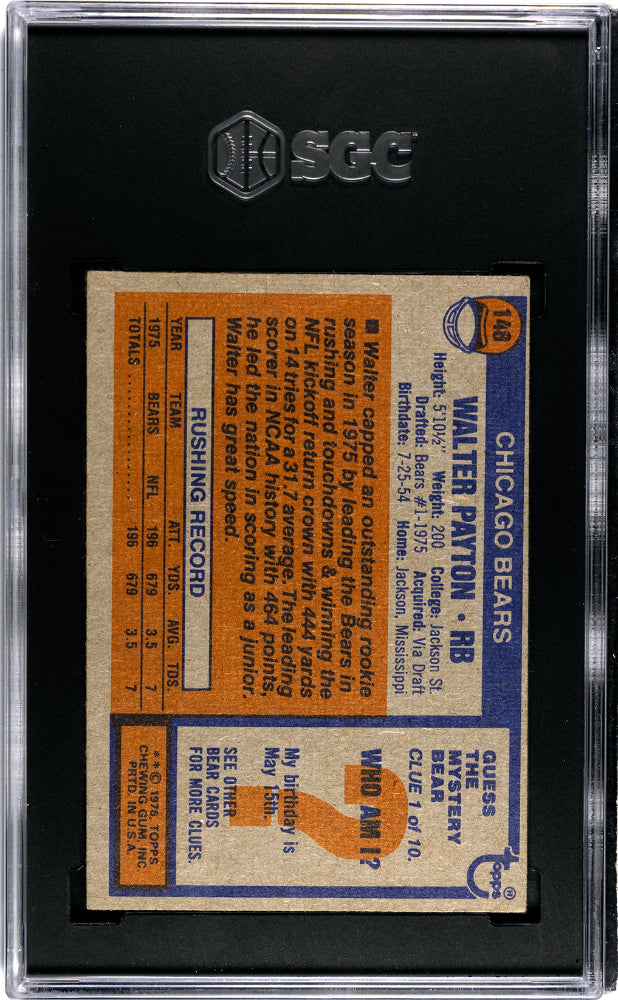 SGC
148
CHICAGO BEARS
WALTER PAYTON • RB
Height: 5'10½" Weight: 200 College: Jackson St.
Drafted: Bears #1-1975 Acquired: Via Draft
Birthdate: 7-25-54 Home: Jackson, Mississippi
■ Walter capped an outstanding rookie
season in 1975 by leading the Bears in
rushing and touchdowns & winning the
NFL kickoff return crown with 444 yards
on 14 tries for a 31.7 average. The leading
scorer in NCAA history with 464 points,
he led the nation in scoring as a junior.
Walter has great speed.
RUSHING RECORD
YEAR TEAM ATT. YDS. AVG. TDS.
1975 BEARS NFL 196 679 3.5 7
TOTALS .............. 196 679 3.5 7
topps®
GUESS
THE
MYSTERY
BEAR
CLUE 1 of 10.
WHO AM I?
?
My birthday is
May 15th.
SEE OTHER
BEAR CARDS
FOR MORE CLUES.
** © 1976, TOPPS
CHEWING GUM, INC.
PRTD. IN U.S.A.